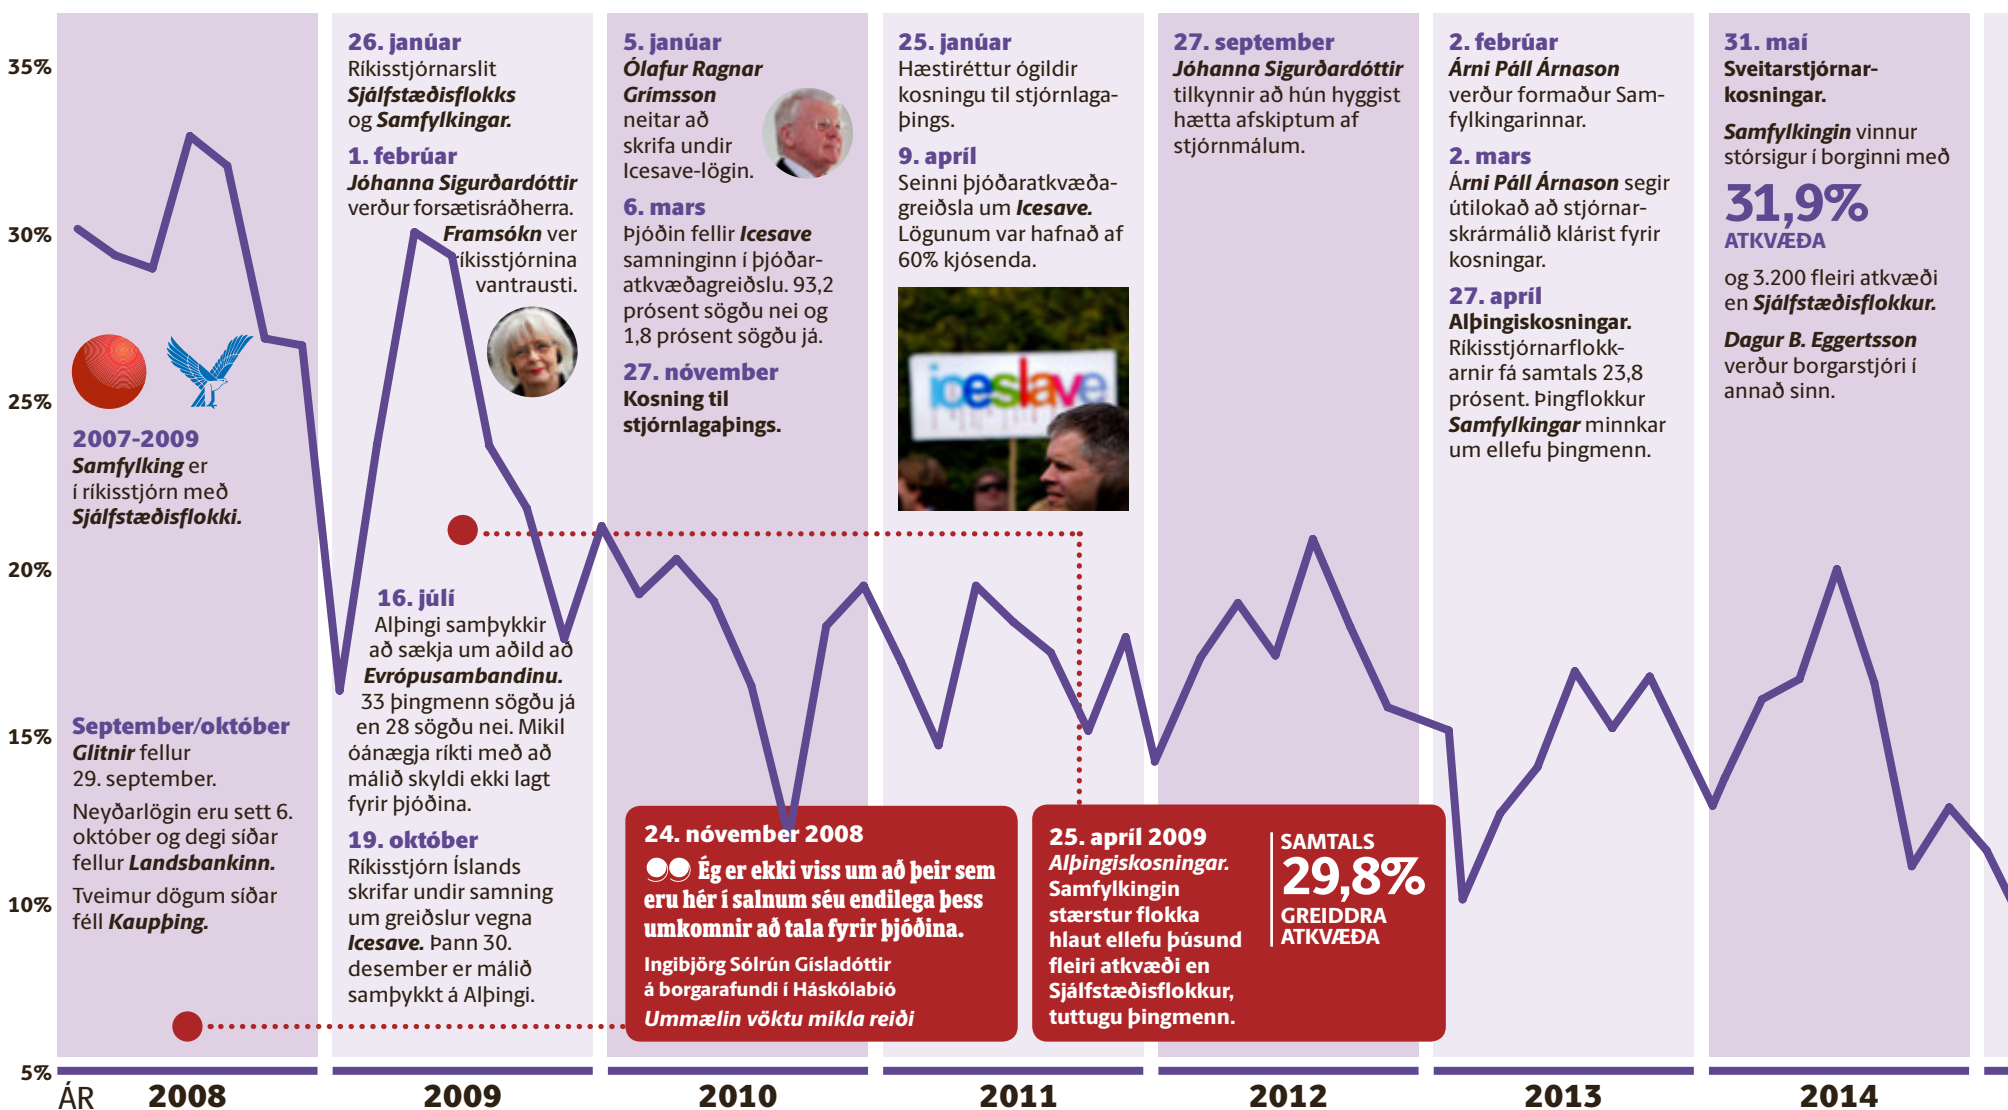 35%
30%
25%
20%
15%
10%
5%
2007-2009
Samfylking er
í ríkisstjórn með
Sjálfstæðisflokki.
September/október
Glitnir fellur
29. september.
Neyðarlögin eru sett 6.
október og degi síðar
fellur Landsbankinn.
Tveimur dögum síðar
féll Kaupþing.
26. janúar
Ríkisstjórnarslit
Sjálfstæðisflokks
og Samfylkingar.
1. febrúar
Jóhanna Sigurðardóttir
verður forsætisráðherra.
Framsókn ver
ríkisstjórnina
vantrausti.
16. júlí
Alþingi samþykkir
að sækja um aðild að
Evrópusambandinu.
33 þingmenn sögðu já
en 28 sögðu nei. Mikil
óánægja ríkti með að
málið skyldi ekki lagt
fyrir þjóðina.
19. október
Ríkisstjórn Íslands
skrifar undir samning
um greiðslur vegna
Icesave. Þann 30.
desember er málið
samþykkt á Alþingi.
5. janúar
Ólafur Ragnar
Grímsson
neitar að
skrifa undir
Icesave-lögin.
6. mars
Þjóðin fellir Icesave
samninginn í þjóðar-
atkvæðagreiðslu. 93,2
prósent sögðu nei og
1,8 prósent sögðu já.
27. nóvember
Kosning til
stjórnlagaþings.
24. nóvember 2008
Ég er ekki viss um að þeir sem
eru hér í salnum séu endilega þess
umkomnir að tala fyrir þjóðina.
Ingibjörg Sólrún Gísladóttir
á borgarafundi í Háskólabíó
Ummælin vöktu mikla reiði
25. janúar
Hæstiréttur ógildir
kosningu til stjórnlaga-
þings.
9. apríl
Seinni þjóðaratkvæða-
greiðsla um Icesave.
Lögunum var hafnað af
60% kjósenda.
iceslave
25. apríl 2009
Alþingiskosningar.
Samfylkingin
stærstur flokka
hlaut ellefu þúsund
fleiri atkvæði en
Sjálfstæðisflokkur,
tuttugu þingmenn.
SAMTALS
29,8%
GREIDDRA
ATKVÆÐA
27. september
Jóhanna Sigurðardóttir
tilkynnir að hún hyggist
hætta afskiptum af
stjórnmálum.
2. febrúar
Árni Páll Árnason
verður formaður Sam-
fylkingarinnar.
2. mars
Árni Páll Árnason segir
útilokað að stjórnar-
skrármálið klárist fyrir
kosningar.
27. apríl
Alþingiskosningar.
Ríkisstjórnarflokk-
arnir fá samtals 23,8
prósent. Þingflokkur
Samfylkingar minnkar
um ellefu þingmenn.
31. maí
Sveitarstjórnar-
kosningar.
Samfylkingin vinnur
stórsigur í borginni með
31,9%
ATKVÆÐA
og 3.200 fleiri atkvæði
en Sjálfstæðisflokkur.
Dagur B. Eggertsson
verður borgarstjóri í
annað sinn.
ÁR 2008 2009 2010 2011 2012 2013 2014